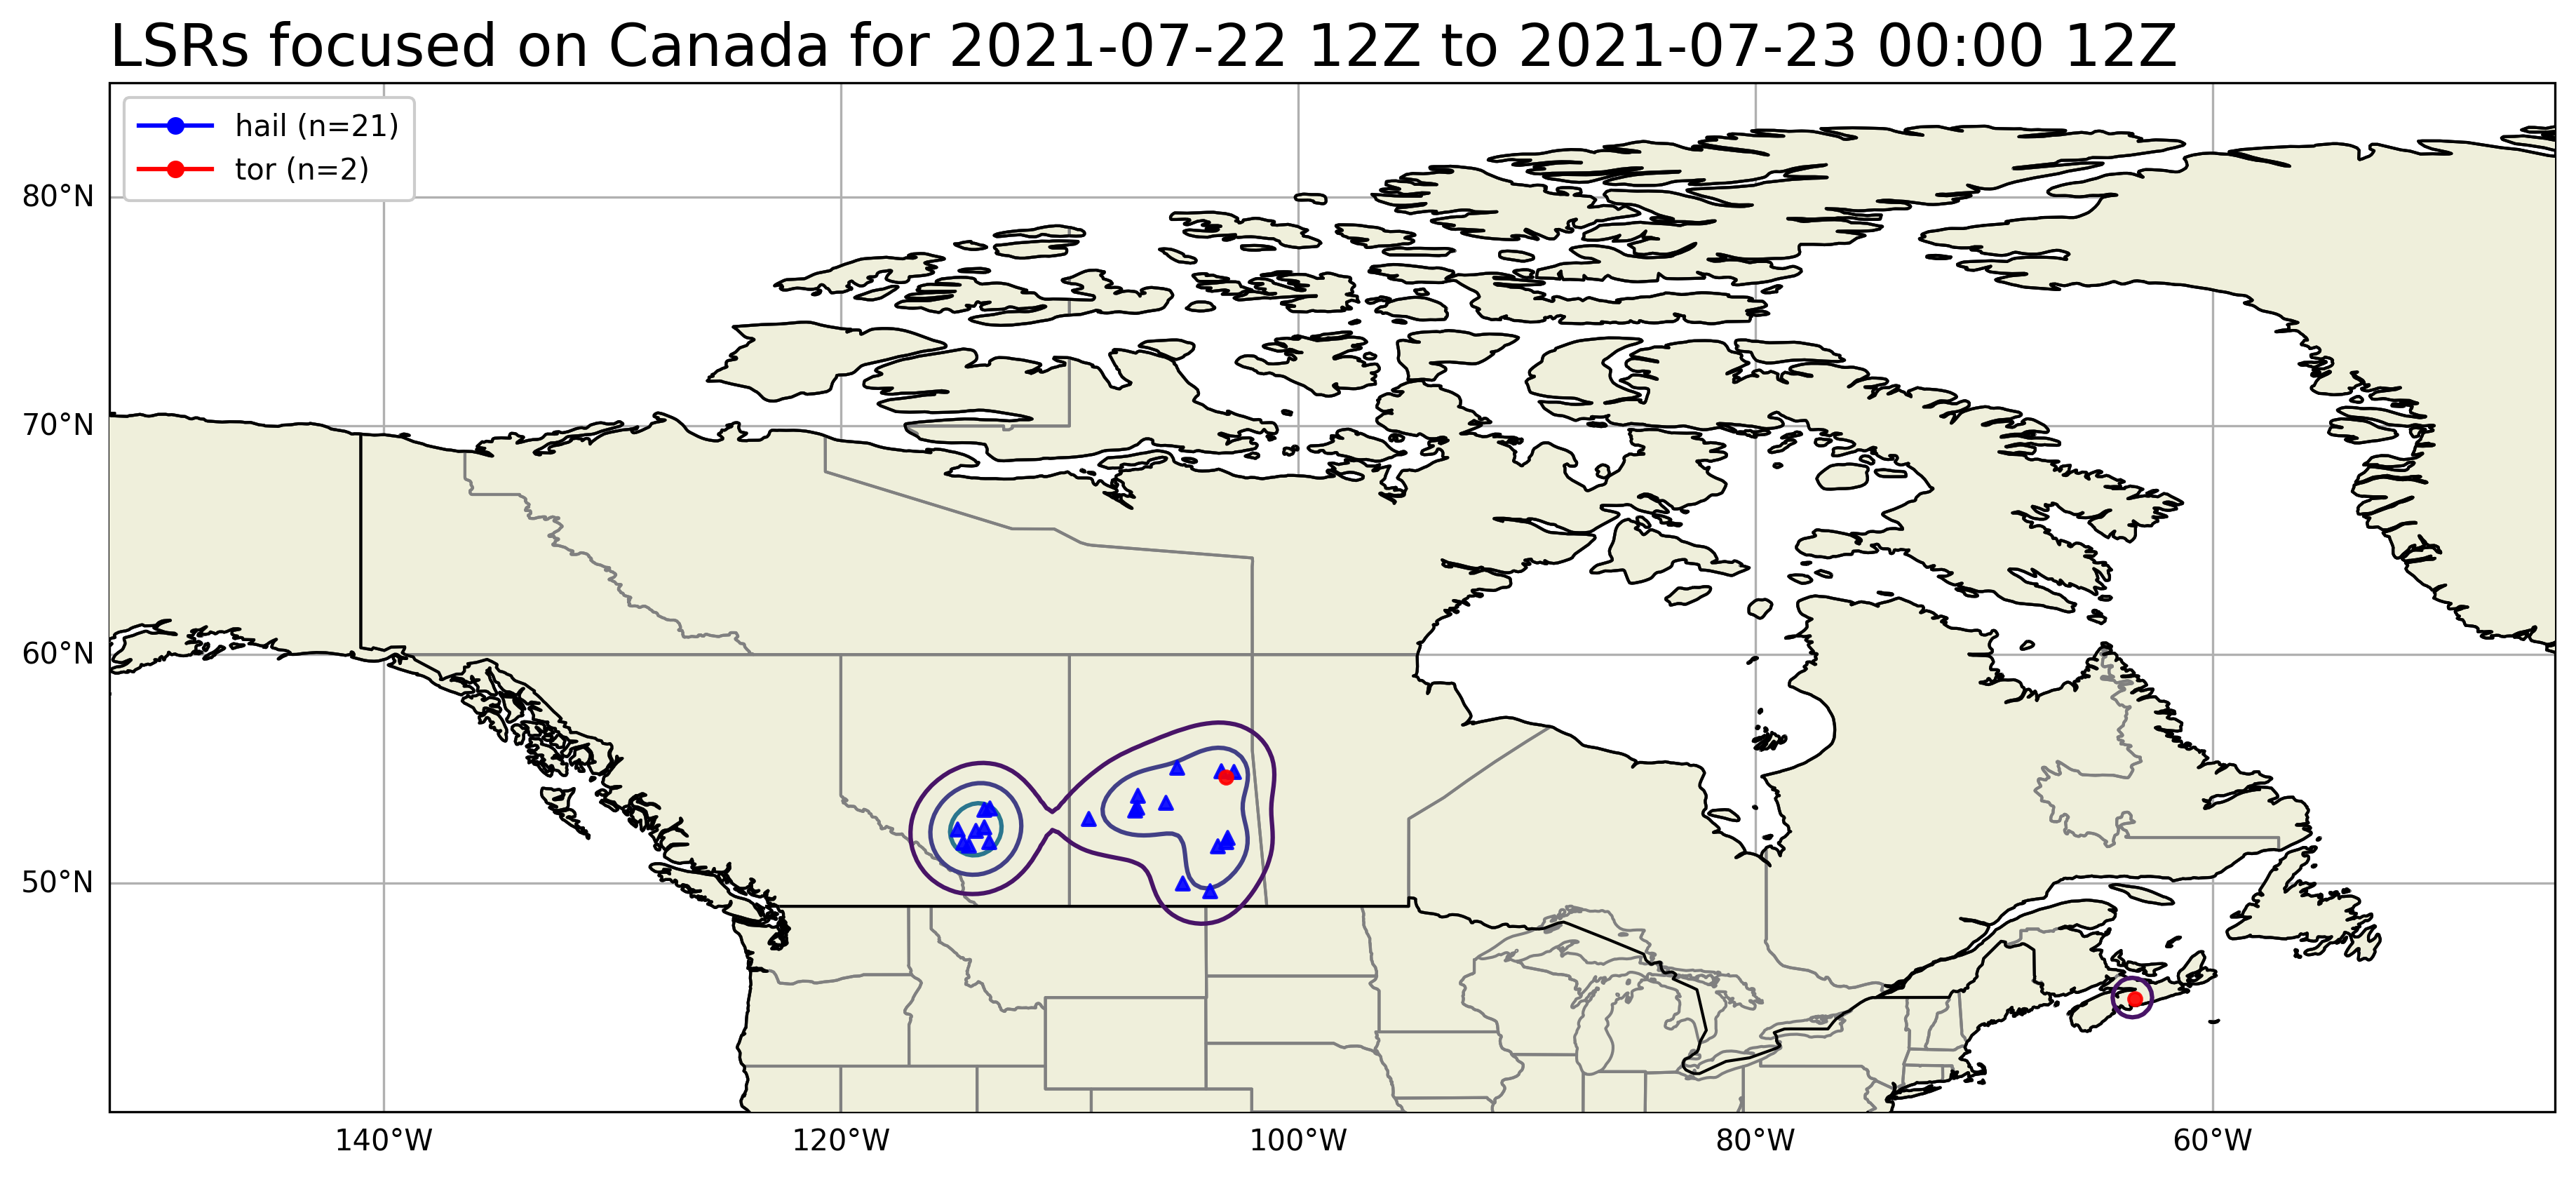 LSRs focused on Canada for 2021-07-22 12Z to 2021-07-23 00:00 12Z
hail (n=21)
tor (n=2)
80°N
70°N
60°N
50°N
140°W
120°W
100°W
80°W
60°W